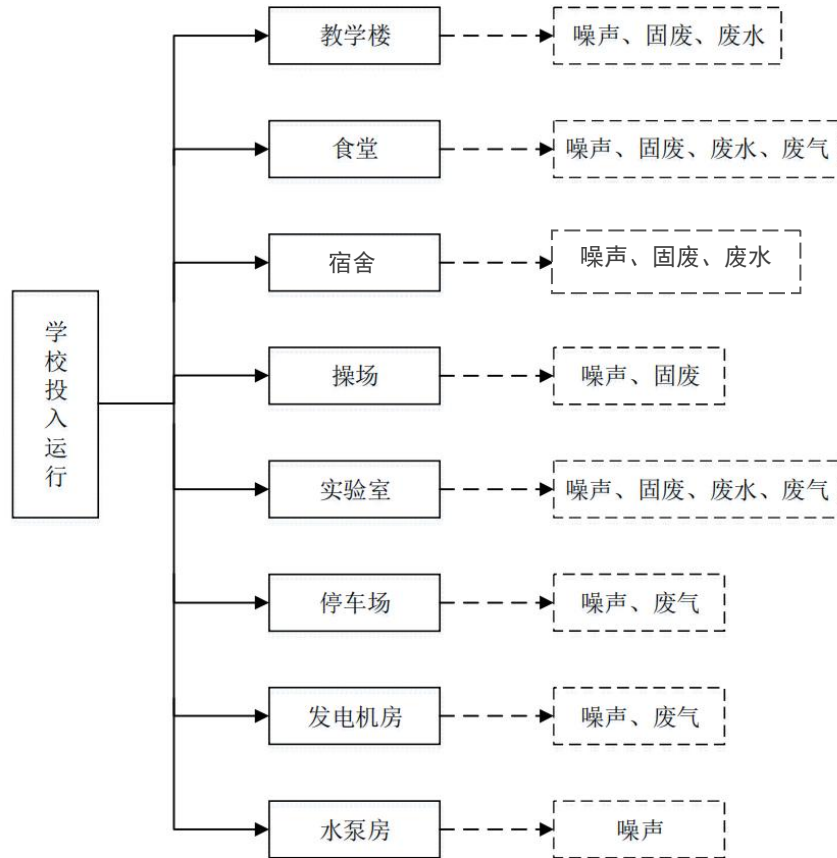 教学楼
噪声、固废、废水
食堂
噪声、固废、废水、废气
宿舍
噪声、固废、废水
学校投入运行
操场
噪声、固废
实验室
噪声、固废、废水、废气
停车场
噪声、废气
发电机房
噪声、废气
水泵房
噪声